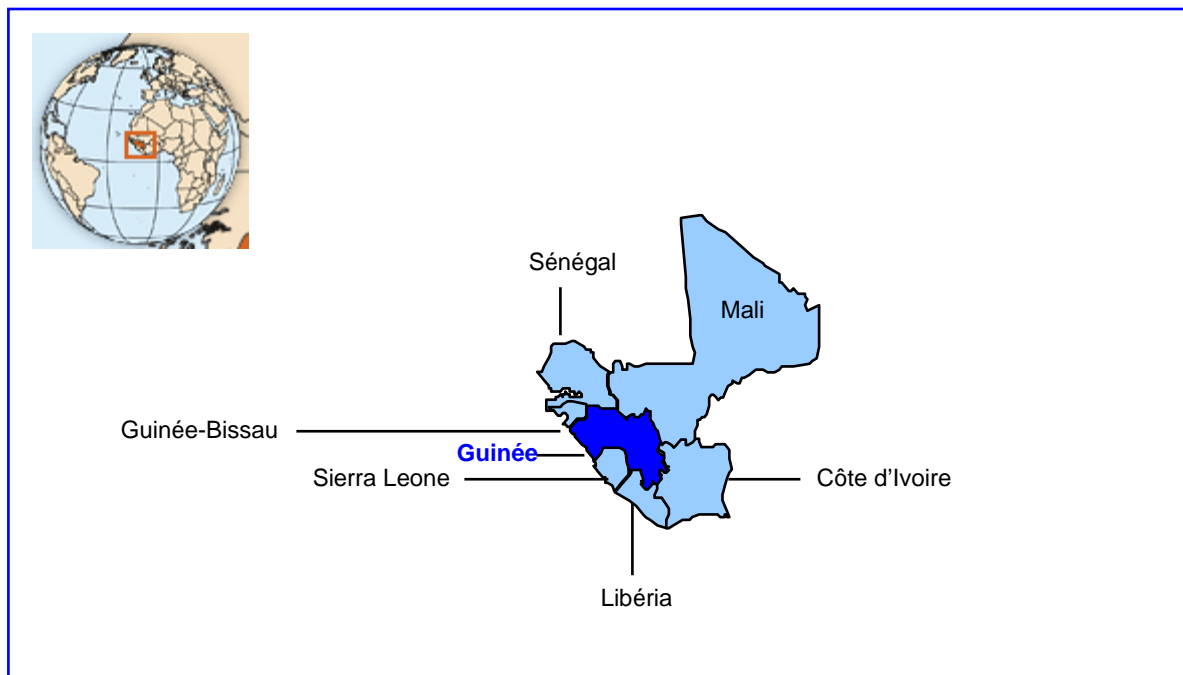 Sénégal
Mali
Guinée-Bissau
Guinée
Sierra Leone
Côte d’Ivoire
Libéria